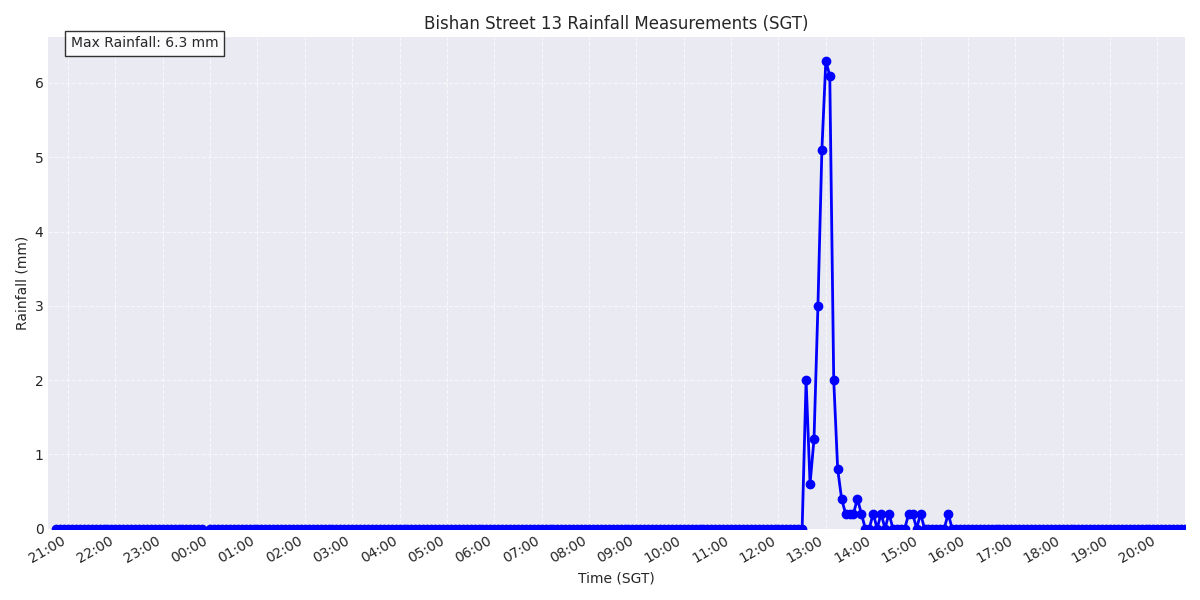 Bishan Street 13 Rainfall Measurements (SGT)
Max Rainfall: 6.3 mm
6
5
4
3
2
1
0
Rainfall (mm)
21:00 22:00 23:00 00:00 01:00 02:00 03:00 04:00 05:00 06:00 07:00 08:00 09:00 10:00 11:00 12:00 13:00 14:00 15:00 16:00 17:00 18:00 19:00 20:00
Time (SGT)